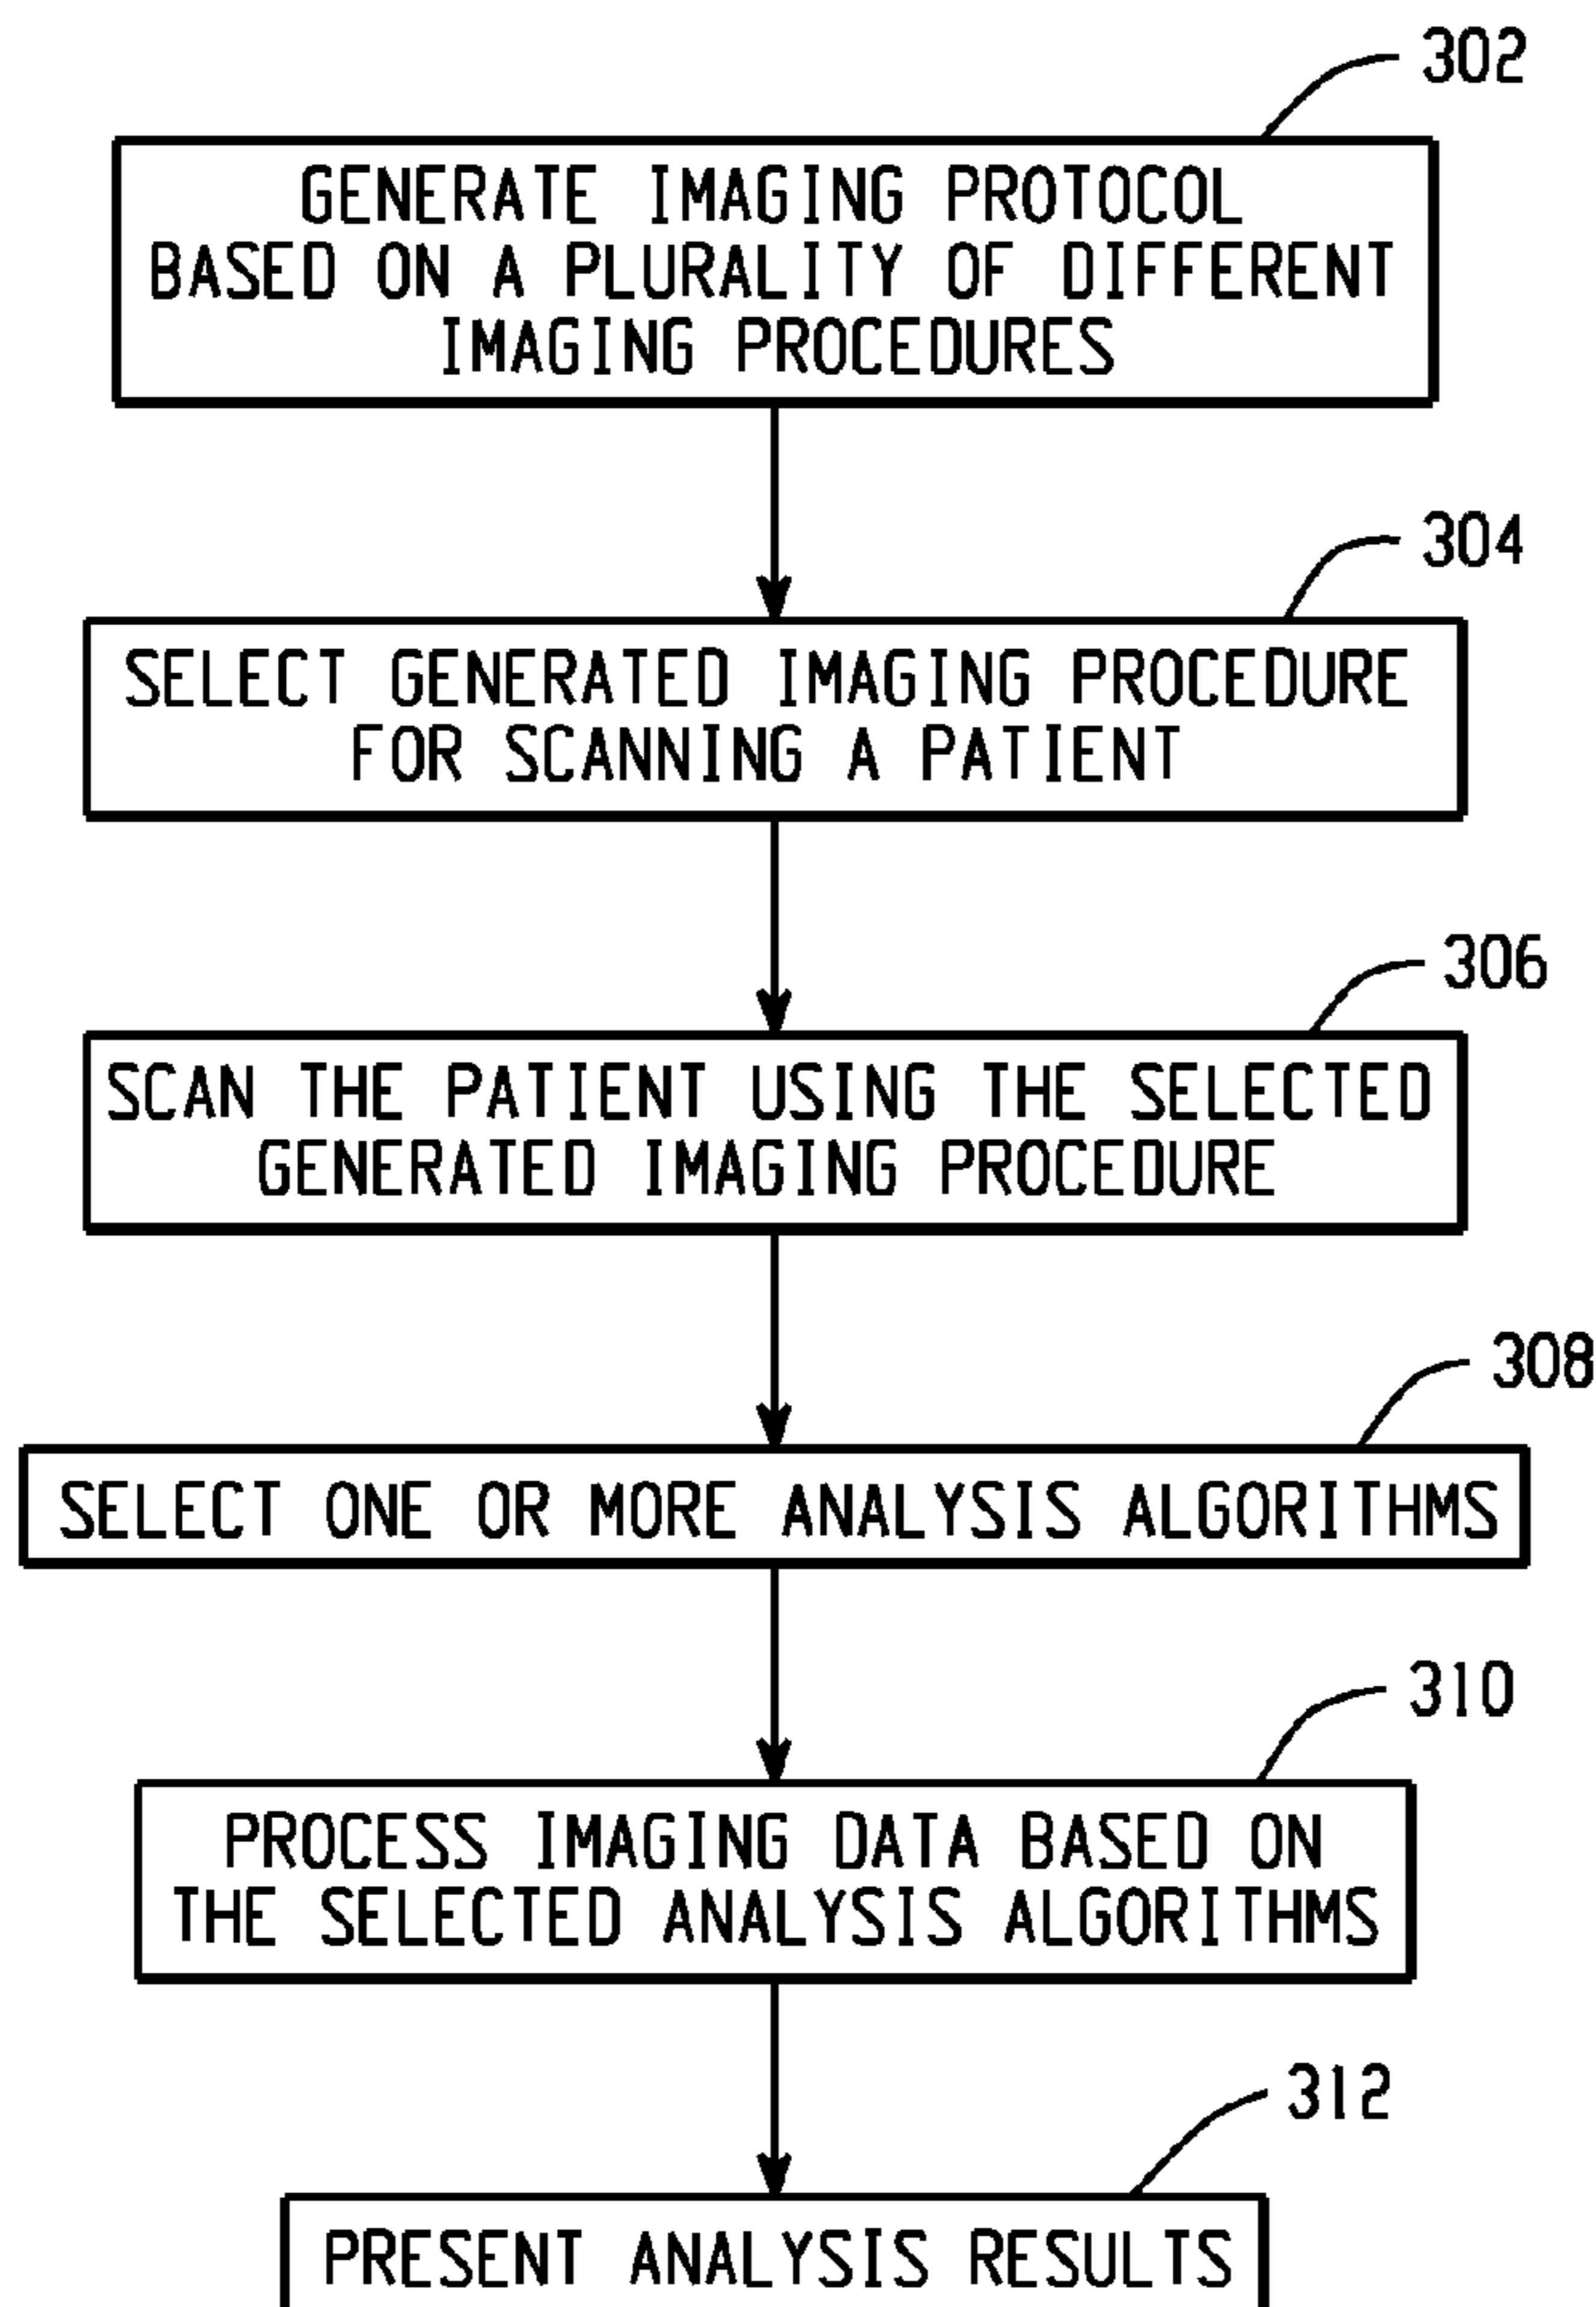 302
GENERATE IMAGING PROTOCOL
BASED ON A PLURALITY OF DIFFERENT
IMAGING PROCEDURES
304
SELECT GENERATED IMAGING PROCEDURE
FOR SCANNING A PATIENT
306
SCAN THE PATIENT USING THE SELECTED
GENERATED IMAGING PROCEDURE
308
SELECT ONE OR MORE ANALYSIS ALGORITHMS
310
PROCESS IMAGING DATA BASED ON
THE SELECTED ANALYSIS ALGORITHMS
312
PRESENT ANALYSIS RESULTS